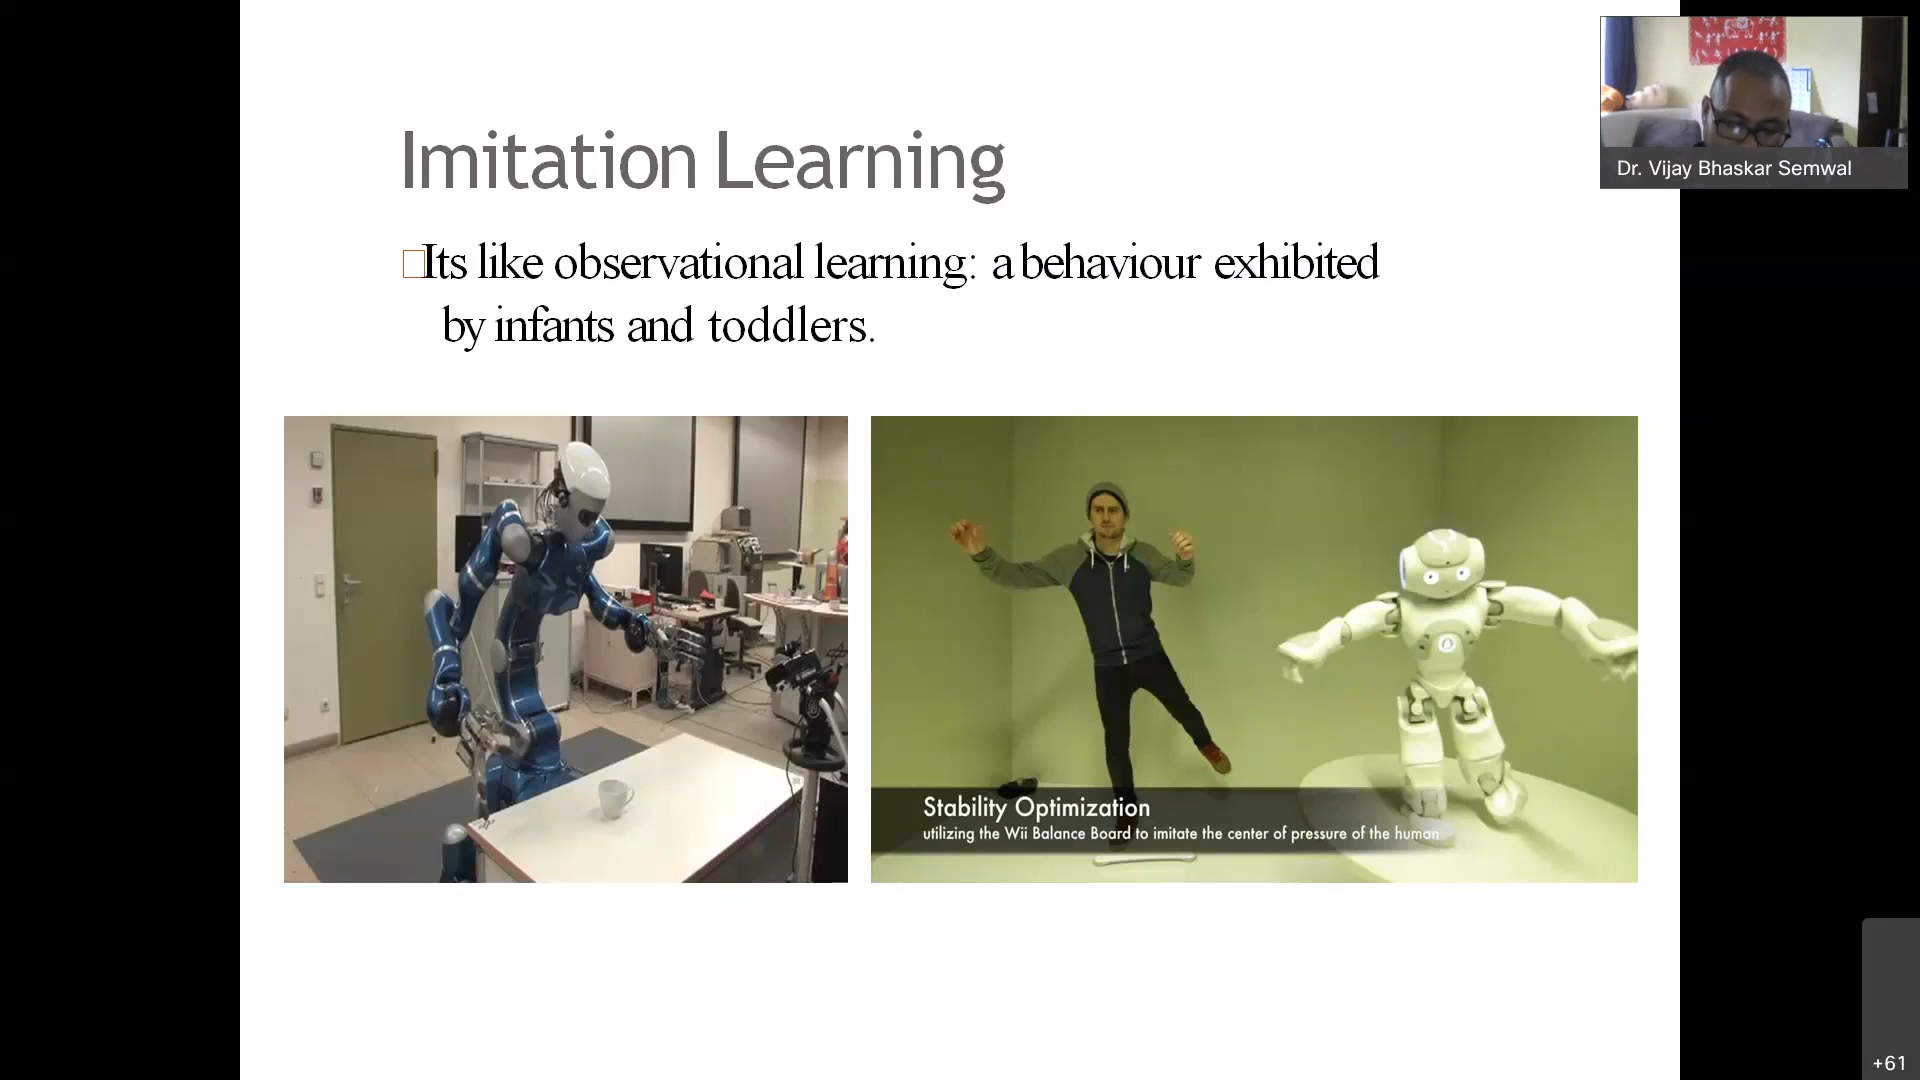 Imitation Learning
Its like observational learning: a behaviour exhibited
by infants and toddlers.
Dr. Vijay Bhaskar Semwal
Stability Optimization
utilizing the Wii Balance Board to imitate the center of pressure of the human
+61